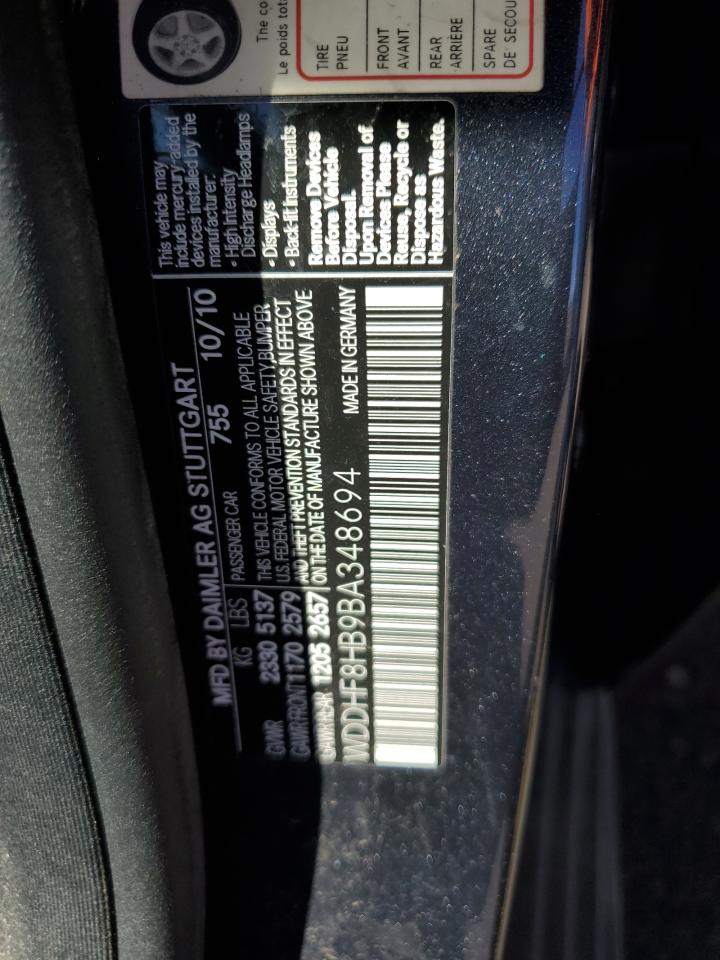 The co
Le poids tota
TIRE
PNEU
FRONT
AVANT.
REAR
ARRIÈRE
SPARE
DE SECOU
MFD BY DAIMLER AG STUTTGART
755 10/10
KG LBS
PASSENGER CAR
GVWR 2330 5137
GAWR-FRONT 1170 2579
GAWR-REAR 1205 2657
THIS VEHICLE CONFORMS TO ALL APPLICABLE
U.S. FEDERAL MOTOR VEHICLE SAFETY,BUMPER,
AND THEFT PREVENTION STANDARDS IN EFFECT
ON THE DATE OF MANUFACTURE SHOWN ABOVE
WDDHF8HB9BA348694 MADE IN GERMANY
This vehicle may
include mercury-added
devices installed by the
manufacturer:
• High Intensity
Discharge Headlamps
• Displays
• Back-lit Instruments
Remove Devices
Before Vehicle
Disposal.
Upon Removal of
Devices Please
Reuse, Recycle or
Dispose as
Hazardous Waste.